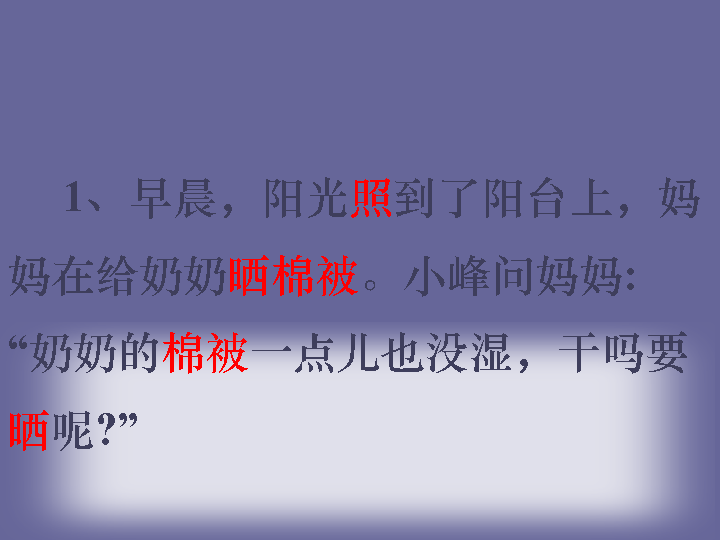 1、早晨，阳光照到了阳台上，妈
妈在给奶奶晒棉被。小峰问妈妈:
“奶奶的棉被一点儿也没湿，干吗要
晒呢?”